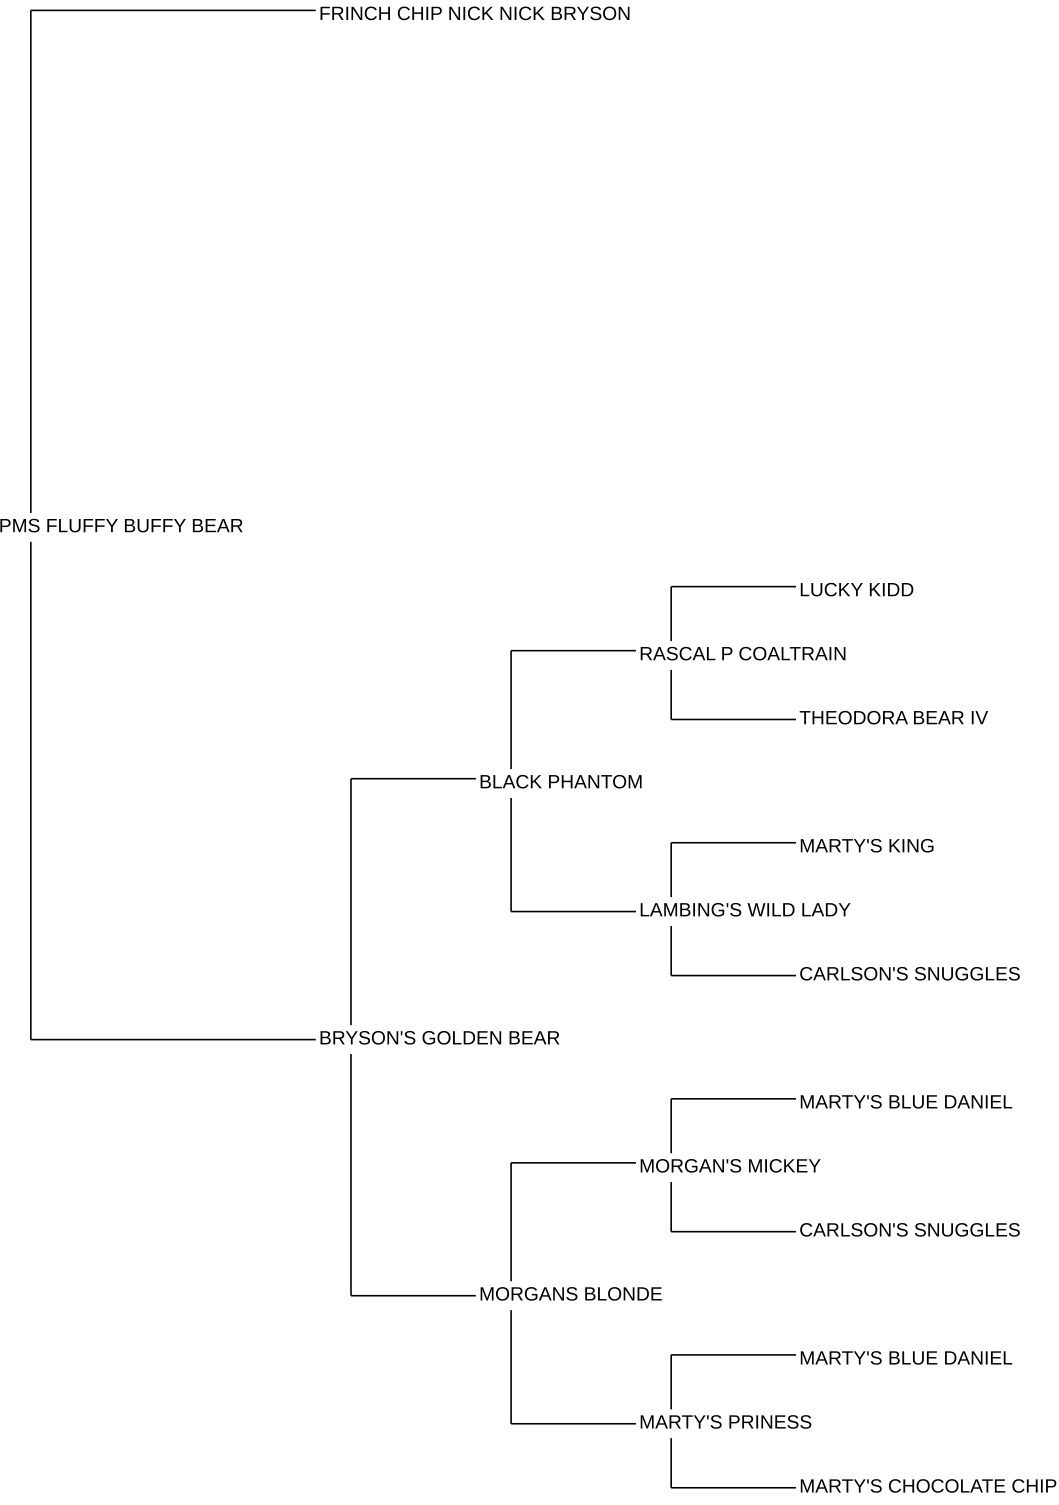 FRINCH CHIP NICK NICK BRYSON
PMS FLUFFY BUFFY BEAR
LUCKY KIDD
RASCAL P COALTRAIN
THEODORA BEAR IV
BLACK PHANTOM
MARTY'S KING
LAMBING'S WILD LADY
CARLSON'S SNUGGLES
BRYSON'S GOLDEN BEAR
MARTY'S BLUE DANIEL
MORGAN'S MICKEY
CARLSON'S SNUGGLES
MORGANS BLONDE
MARTY'S BLUE DANIEL
MARTY'S PRINESS
MARTY'S CHOCOLATE CHIP